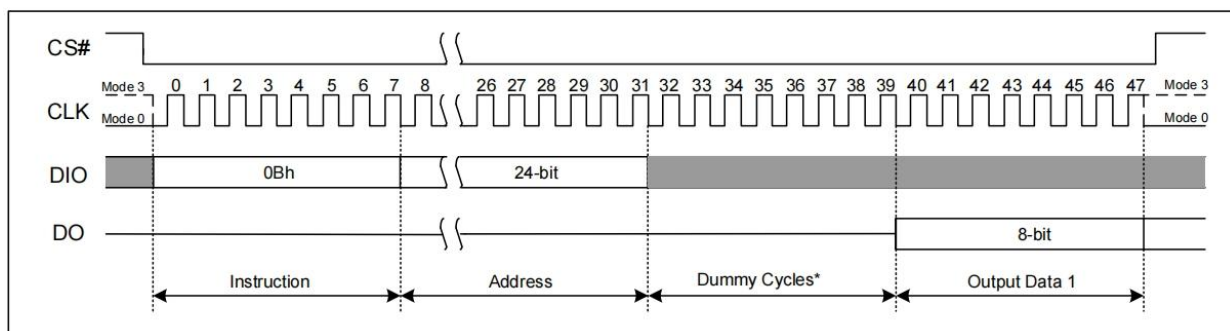 CS#
Mode 3 0 1 2 3 4 5 6 7 8 26 27 28 29 30 31 32 33 34 35 36 37 38 39 40 41 42 43 44 45 46 47 Mode 3
CLK
Mode 0 Mode 0
DIO 0Bh 24-bit
DO 8-bit
Instruction Address Dummy Cycles* Output Data 1